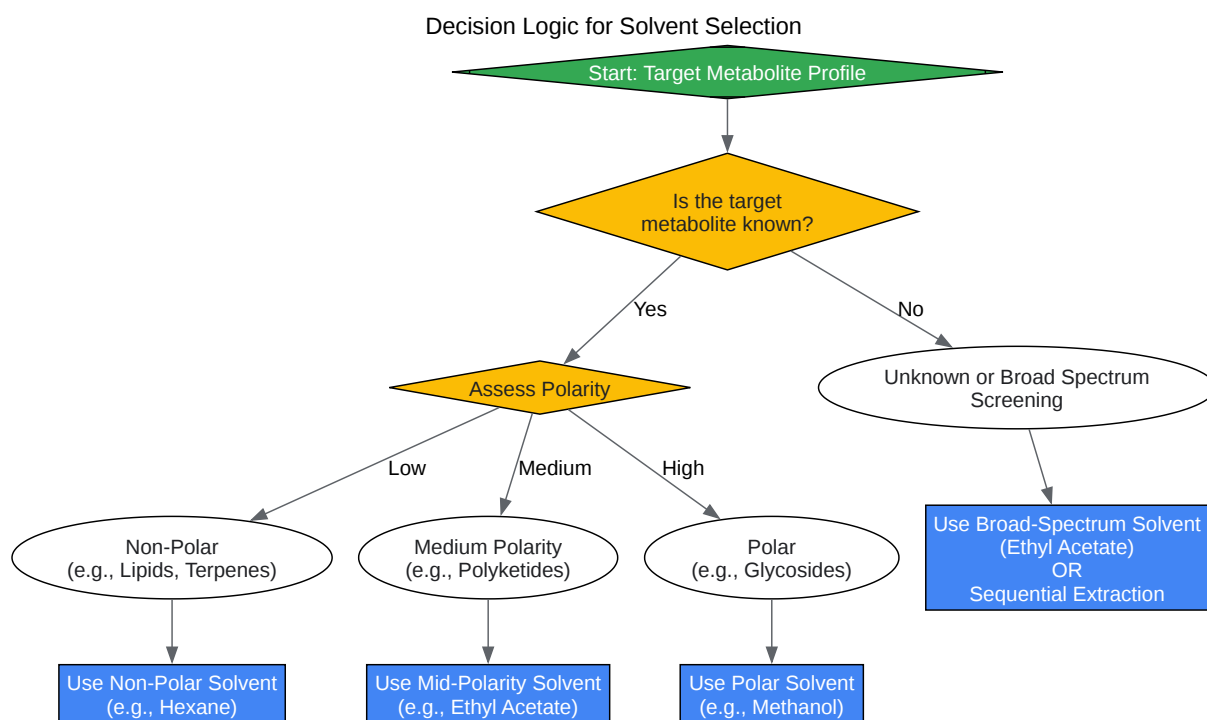 Decision Logic for Solvent Selection
Start: Target Metabolite Profile
Is the target
metabolite known?
Yes
No
Assess Polarity
Unknown or Broad Spectrum
Screening
Low
Medium
High
Non-Polar
(e.g., Lipids, Terpenes)
Medium Polarity
(e.g., Polyketides)
Polar
(e.g., Glycosides)
Use Broad-Spectrum Solvent
(Ethyl Acetate)
OR
Sequential Extraction
Use Non-Polar Solvent
(e.g., Hexane)
Use Mid-Polarity Solvent
(e.g., Ethyl Acetate)
Use Polar Solvent
(e.g., Methanol)